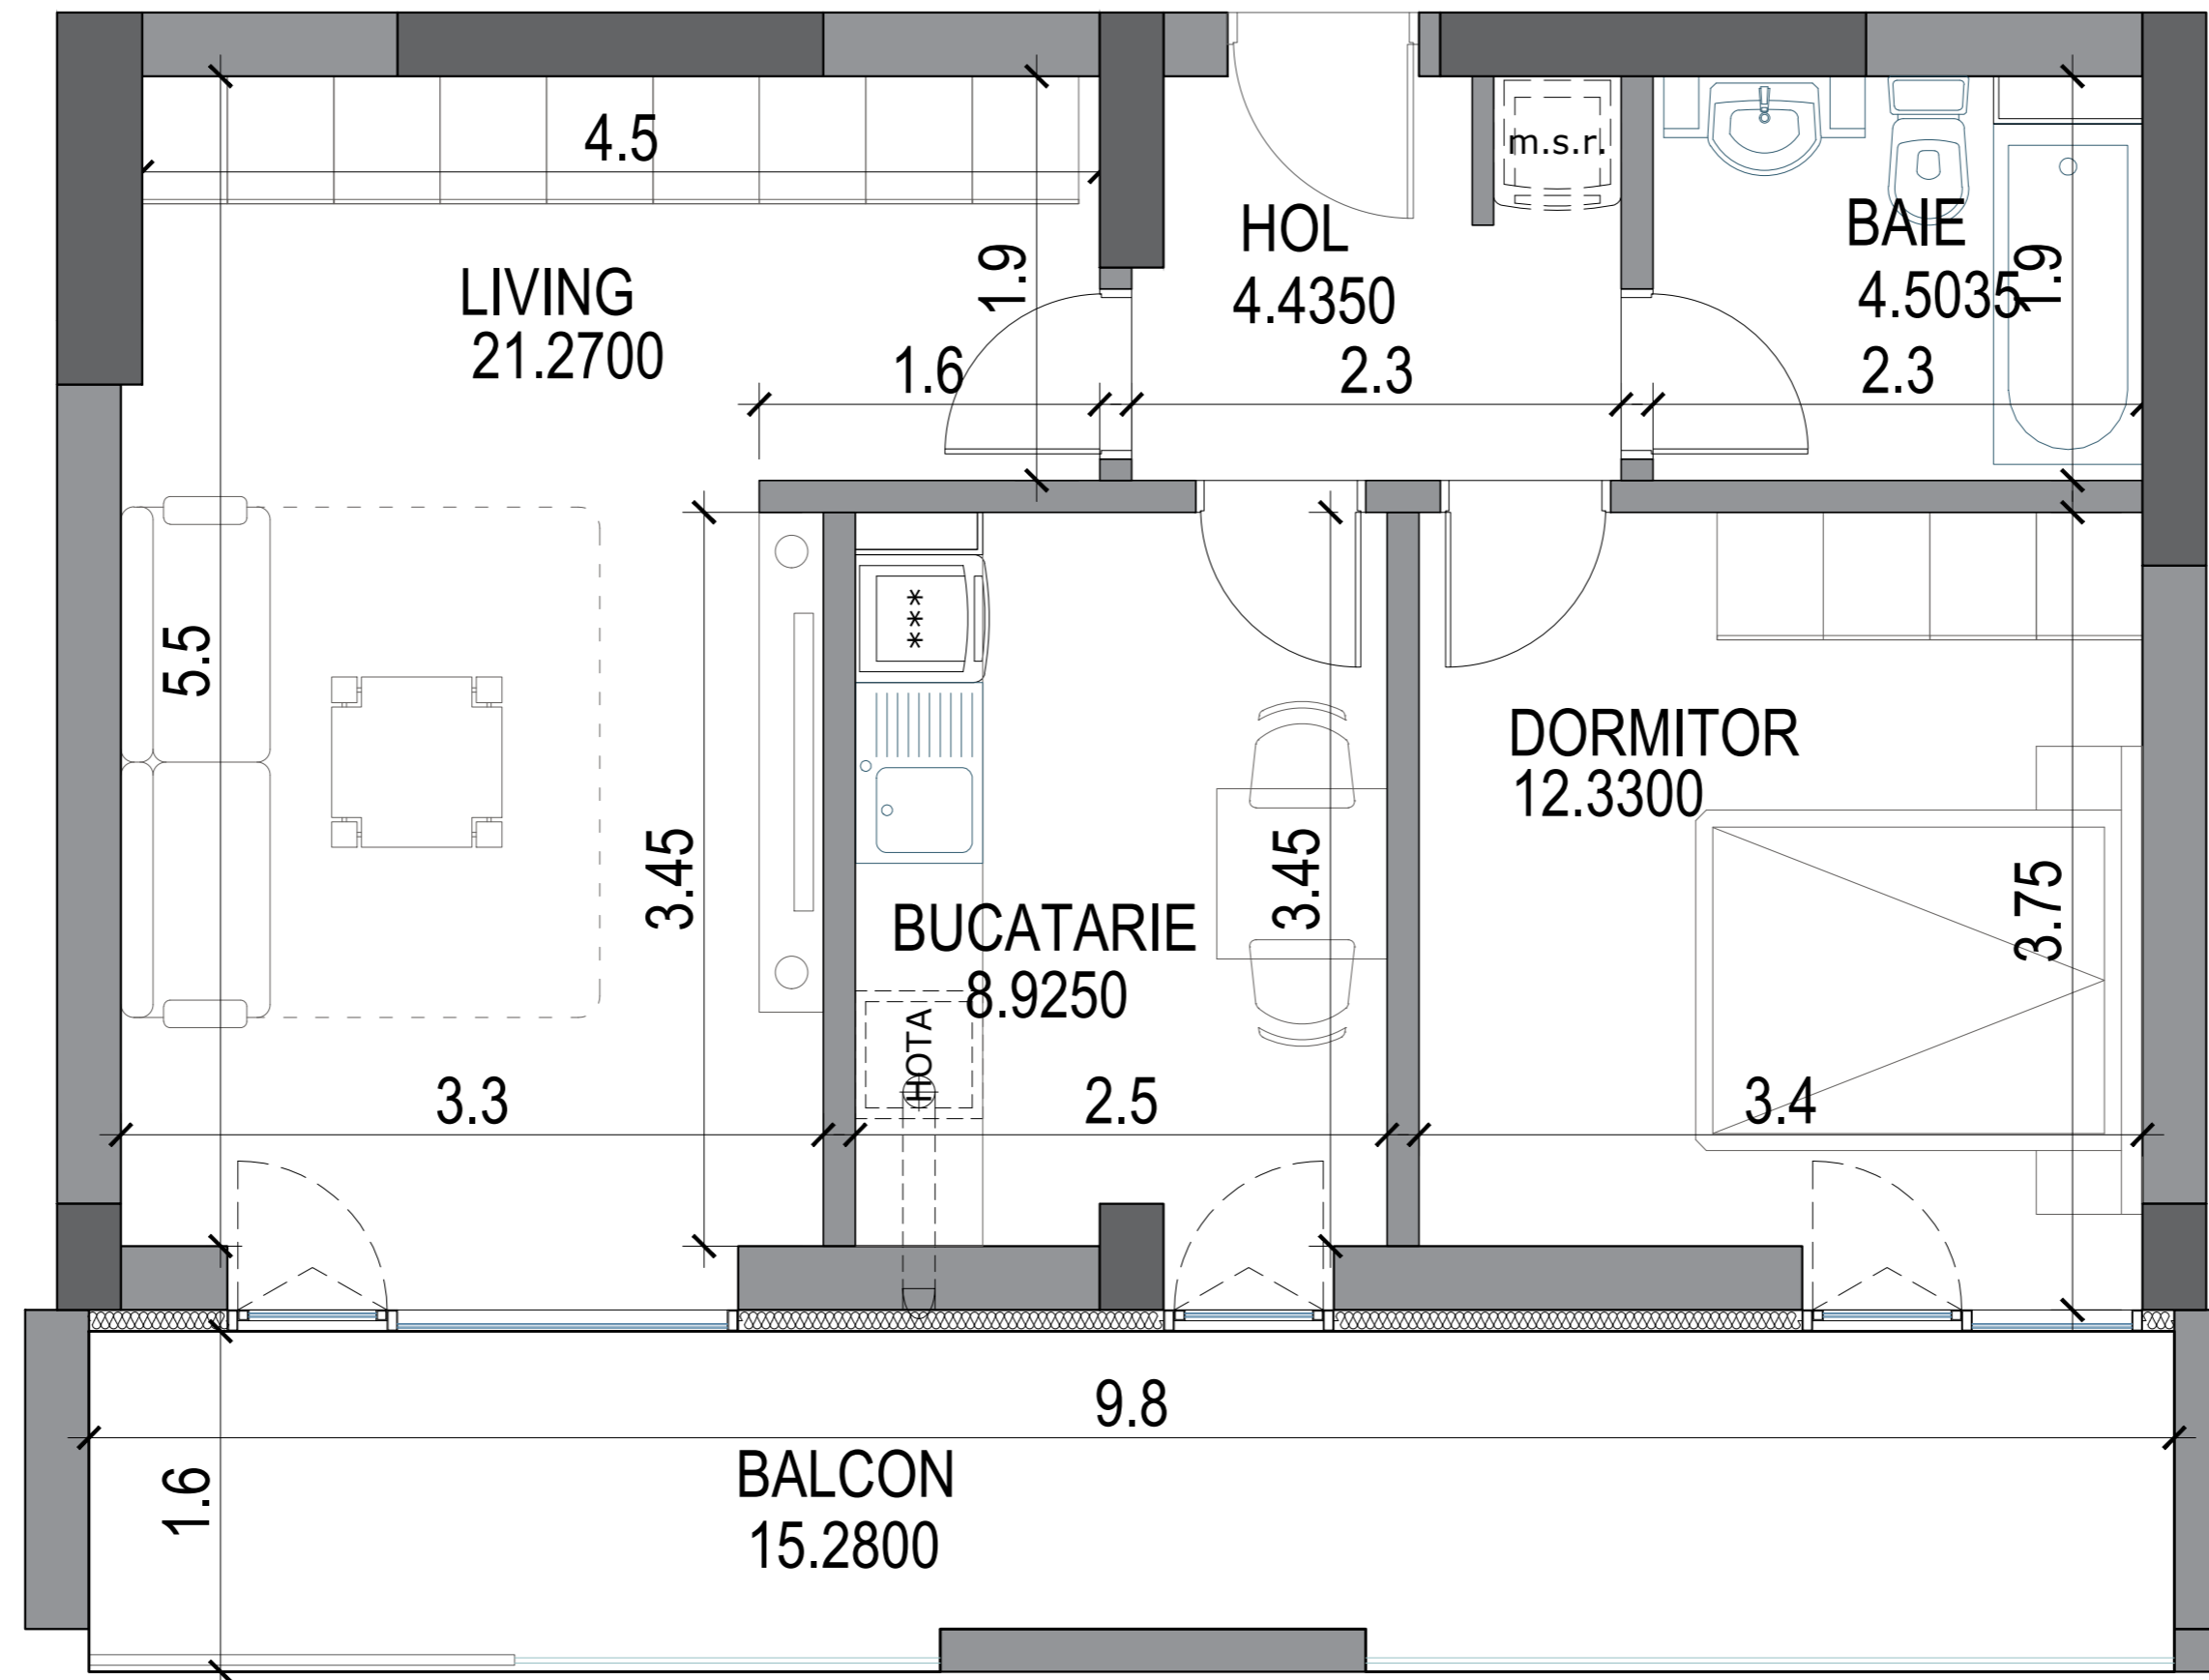 4.5
m.s.r.
HOL
4.4350
BAIE
4.5035
1.9
1.9
LIVING
21.2700
1.6
2.3
2.3
5.5
***
DORMITOR
12.3300
3.45
3.45
3.75
BUCATARIE
8.9250
HOTA
3.3
2.5
3.4
9.8
BALCON
15.2800
1.6